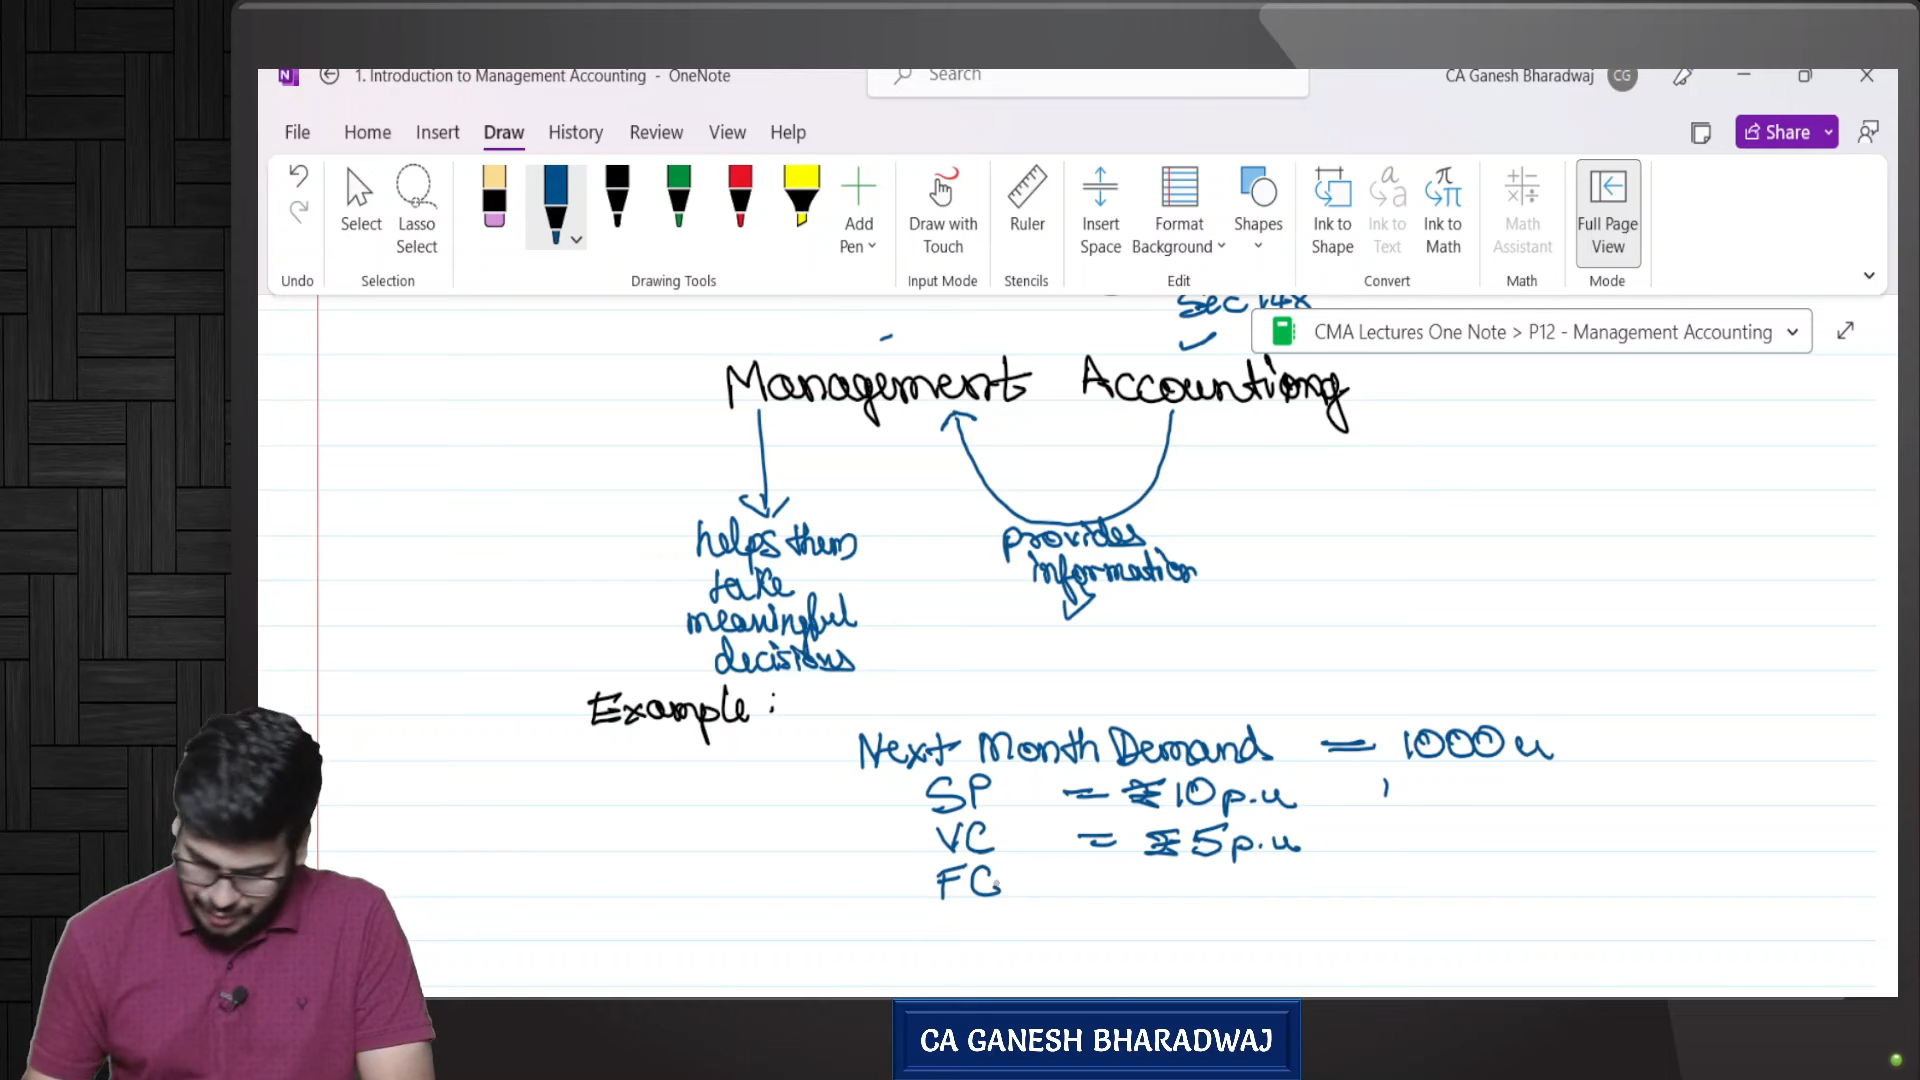 1. Introduction to Management Accounting - OneNote
Search
CA Ganesh Bharadwaj CG
File Home Insert Draw History Review View Help
Share
Undo
Select
Lasso Select
Selection
Drawing Tools
Add Pen
Draw with Touch
Input Mode
Ruler
Stencils
Insert Space
Format Background
Shapes
Edit
Ink to Shape
Ink to Text
Ink to Math
Convert
Math Assistant
Math
Full Page View
Mode
Sec
CMA Lectures One Note > P12 - Management Accounting
Management Accountiong
helps them
take
meaningful
decisions
provides
information
Example :
Next Month Demand = 1000 u
SP = ₹10 p.u
VC = ₹5 p.u
FC
CA GANESH BHARADWAJ